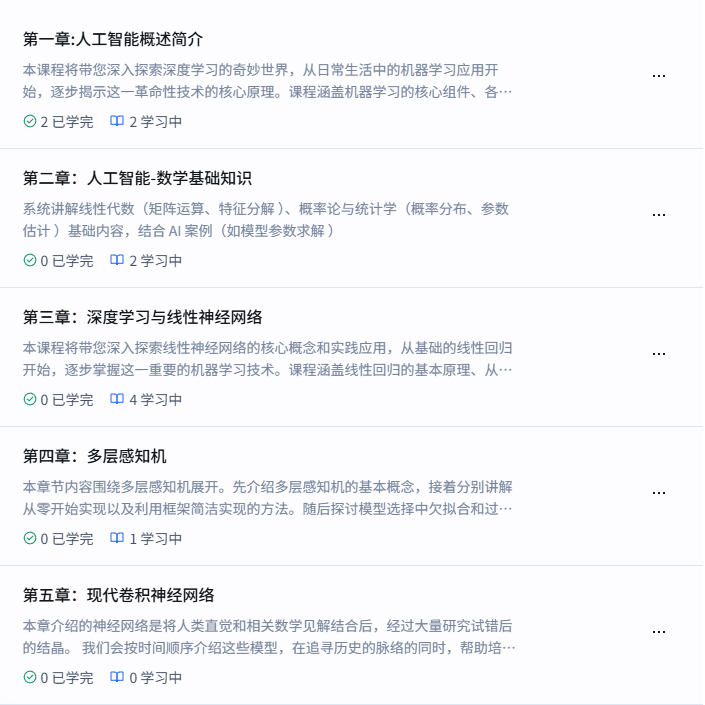 第一章:人工智能概述简介
本课程将带您深入探索深度学习的奇妙世界，从日常生活中的机器学习应用开
始，逐步揭示这一革命性技术的核心原理。课程涵盖机器学习的核心组件、各…
2 已学完 2 学习中
第二章：人工智能-数学基础知识
系统讲解线性代数（矩阵运算、特征分解 ）、概率论与统计学（概率分布、参数
估计 ）基础内容，结合 AI 案例（如模型参数求解 ）
0 已学完 2 学习中
第三章：深度学习与线性神经网络
本课程将带您深入探索线性神经网络的核心概念和实践应用，从基础的线性回归
开始，逐步掌握这一重要的机器学习技术。课程涵盖线性回归的基本原理、从…
0 已学完 4 学习中
第四章：多层感知机
本章节内容围绕多层感知机展开。先介绍多层感知机的基本概念，接着分别讲解
从零开始实现以及利用框架简洁实现的方法。随后探讨模型选择中欠拟合和过…
0 已学完 1 学习中
第五章：现代卷积神经网络
本章介绍的神经网络是将人类直觉和相关数学见解结合后，经过大量研究试错后
的结晶。 我们会按时间顺序介绍这些模型，在追寻历史的脉络的同时，帮助培…
0 已学完 0 学习中